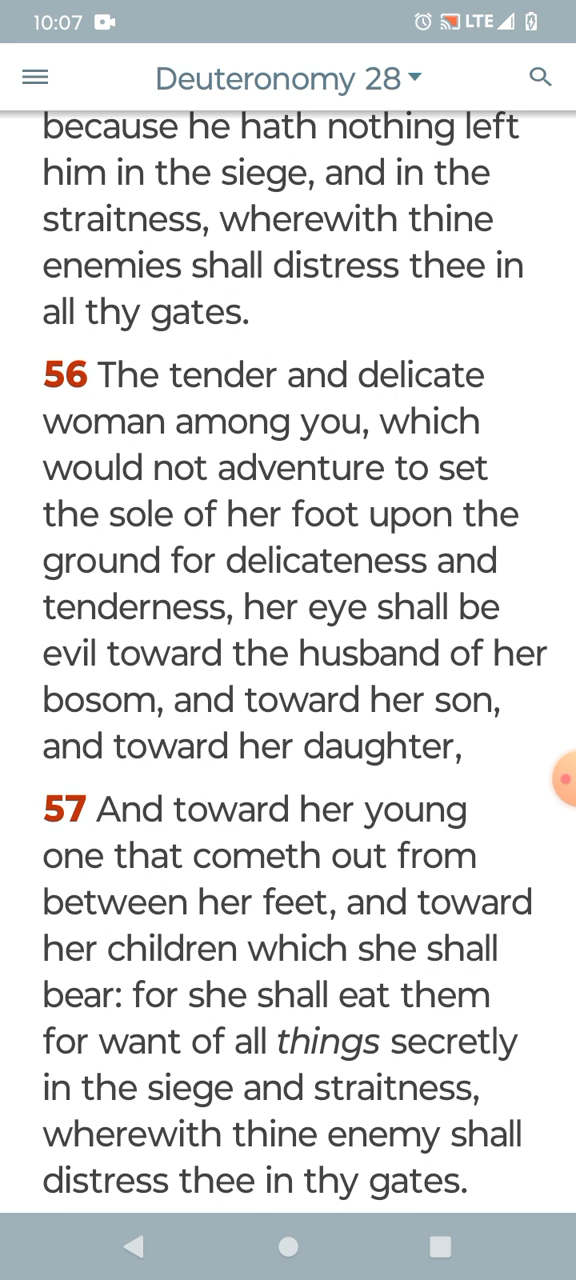 10:07
LTE
Deuteronomy 28
because he hath nothing left
him in the siege, and in the
straitness, wherewith thine
enemies shall distress thee in
all thy gates.
56 The tender and delicate
woman among you, which
would not adventure to set
the sole of her foot upon the
ground for delicateness and
tenderness, her eye shall be
evil toward the husband of her
bosom, and toward her son,
and toward her daughter,
57 And toward her young
one that cometh out from
between her feet, and toward
her children which she shall
bear: for she shall eat them
for want of all things secretly
in the siege and straitness,
wherewith thine enemy shall
distress thee in thy gates.